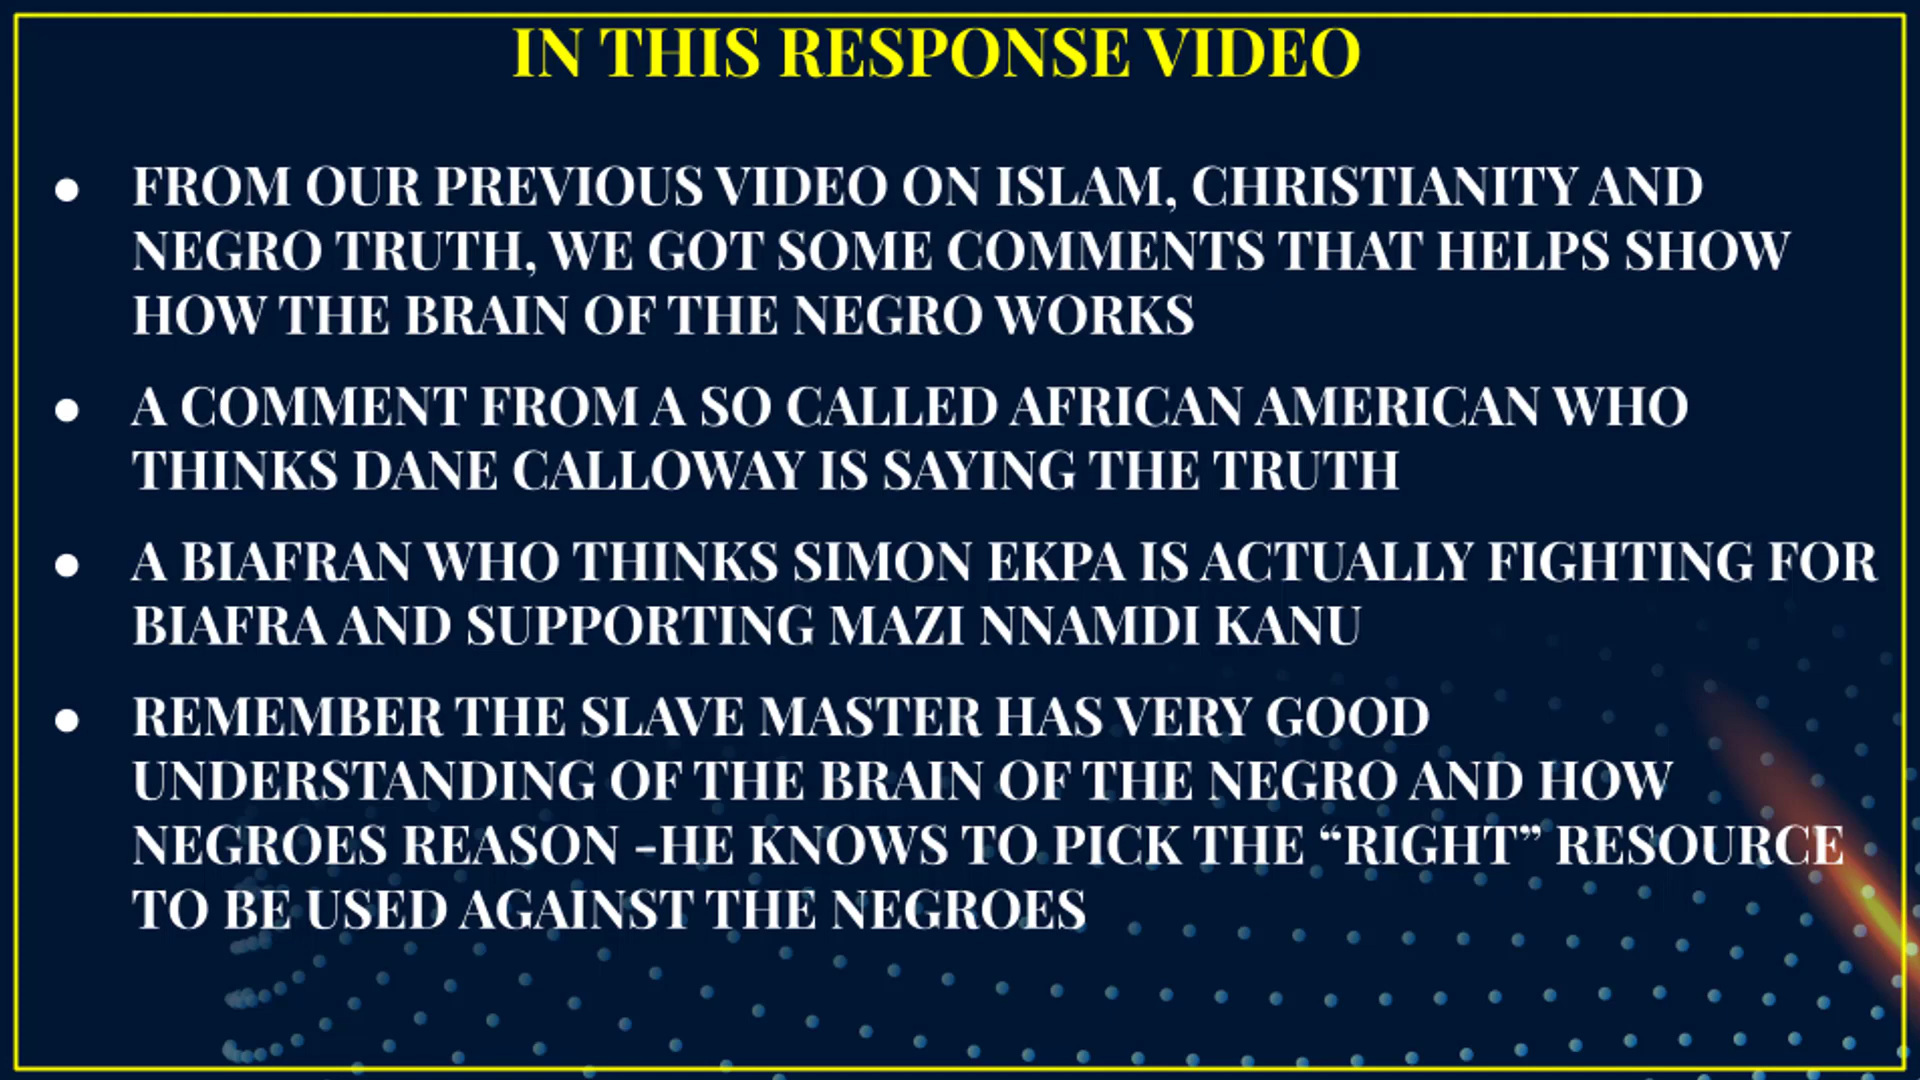 IN THIS RESPONSE VIDEO
● FROM OUR PREVIOUS VIDEO ON ISLAM, CHRISTIANITY AND
NEGRO TRUTH, WE GOT SOME COMMENTS THAT HELPS SHOW
HOW THE BRAIN OF THE NEGRO WORKS
● A COMMENT FROM A SO CALLED AFRICAN AMERICAN WHO
THINKS DANE CALLOWAY IS SAYING THE TRUTH
● A BIAFRAN WHO THINKS SIMON EKPA IS ACTUALLY FIGHTING FOR
BIAFRA AND SUPPORTING MAZI NNAMDI KANU
● REMEMBER THE SLAVE MASTER HAS VERY GOOD
UNDERSTANDING OF THE BRAIN OF THE NEGRO AND HOW
NEGROES REASON -HE KNOWS TO PICK THE “RIGHT” RESOURCE
TO BE USED AGAINST THE NEGROES